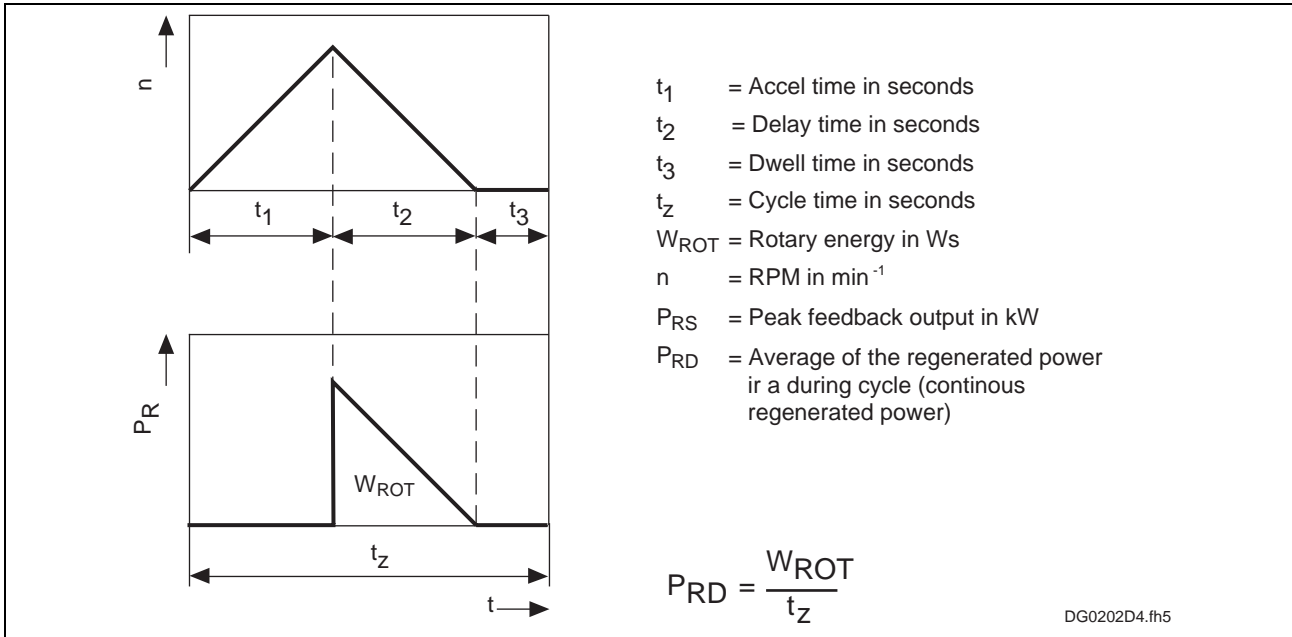 n
t1
t2
t3
PR
WROT
tz
t
t1 = Accel time in seconds
t2 = Delay time in seconds
t3 = Dwell time in seconds
tz = Cycle time in seconds
WROT = Rotary energy in Ws
n = RPM in min -1
PRS = Peak feedback output in kW
PRD = Average of the regenerated power
ir a during cycle (continous
regenerated power)
PRD = WROT / tz
DG0202D4.fh5